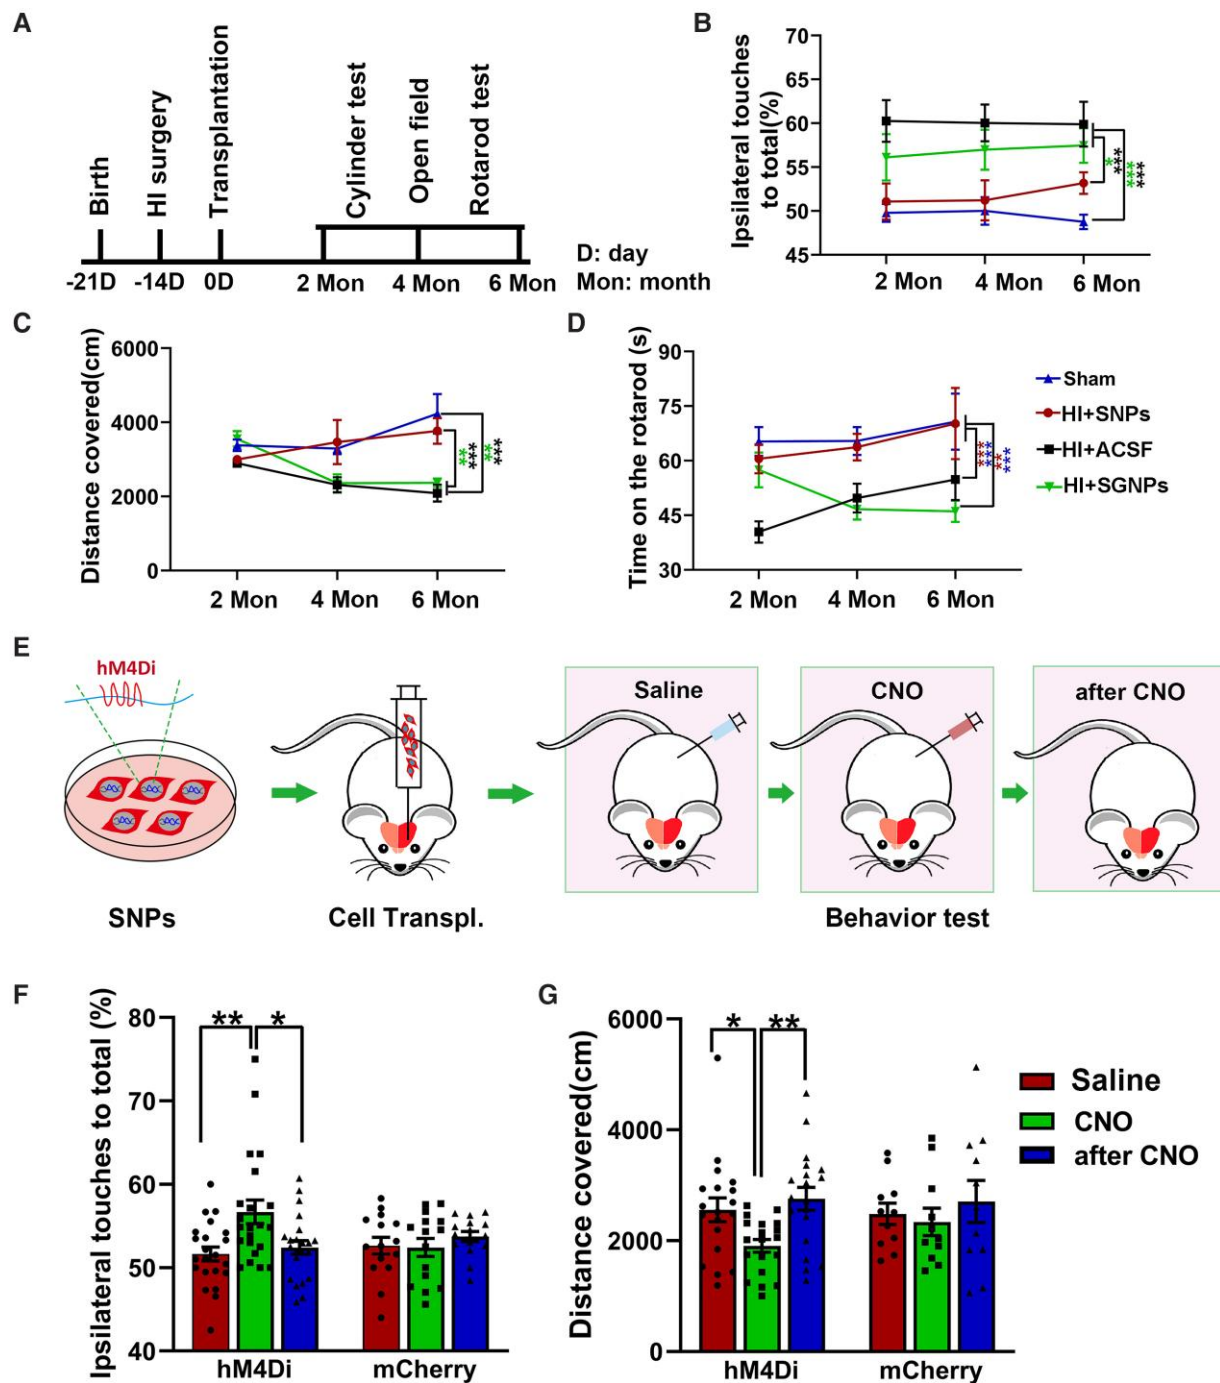 A
Birth
HI surgery
Transplantation
Cylinder test
Open field
Rotarod test
-21D -14D 0D 2 Mon 4 Mon 6 Mon
D: day
Mon: month
B
Ipsilateral touches
to total(%)
70
65
60
55
50
45
2 Mon 4 Mon 6 Mon
*
***
***
***
C
Distance covered(cm)
6000
4000
2000
0
2 Mon 4 Mon 6 Mon
**
***
**
***
D
Time on the rotarod (s)
90
75
60
45
30
2 Mon 4 Mon 6 Mon
***
***
**
***
Sham
HI+SNPs
HI+ACSF
HI+SGNPs
E
hM4Di
SNPs
Cell Transpl.
Saline
CNO
after CNO
Behavior test
F
Ipsilateral touches to total (%)
80
70
60
50
40
** *
hM4Di mCherry
G
Distance covered(cm)
6000
4000
2000
0
* **
hM4Di mCherry
Saline
CNO
after CNO